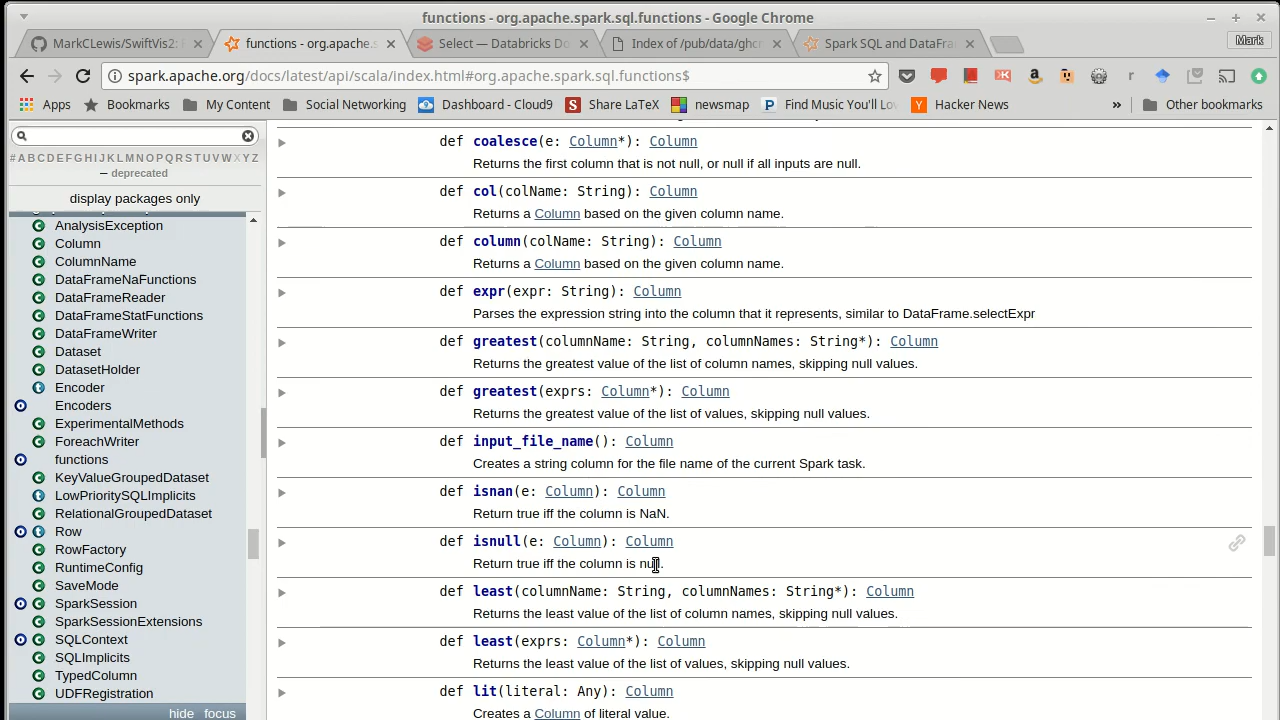 functions - org.apache.spark.sql.functions - Google Chrome
MarkCLewis/SwiftVis2:
functions - org.apache.s
Select — Databricks Do
Index of /pub/data/ghcn
Spark SQL and DataFra
Mark
spark.apache.org/docs/latest/api/scala/index.html#org.apache.spark.sql.functions$
Apps
Bookmarks
My Content
Social Networking
Dashboard - Cloud9
Share LaTeX
newsmap
Find Music You'll Lo
Hacker News
»
Other bookmarks
#ABCDEFGHIJKLMNOPQRSTUVWXYZ
– deprecated
display packages only
AnalysisException
Column
ColumnName
DataFrameNaFunctions
DataFrameReader
DataFrameStatFunctions
DataFrameWriter
Dataset
DatasetHolder
Encoder
Encoders
ExperimentalMethods
ForeachWriter
functions
KeyValueGroupedDataset
LowPrioritySQLImplicits
RelationalGroupedDataset
Row
RowFactory
RuntimeConfig
SaveMode
SparkSession
SparkSessionExtensions
SQLContext
SQLImplicits
TypedColumn
UDFRegistration
hide focus
def coalesce(e: Column*): Column
Returns the first column that is not null, or null if all inputs are null.
def col(colName: String): Column
Returns a Column based on the given column name.
def column(colName: String): Column
Returns a Column based on the given column name.
def expr(expr: String): Column
Parses the expression string into the column that it represents, similar to DataFrame.selectExpr
def greatest(columnName: String, columnNames: String*): Column
Returns the greatest value of the list of column names, skipping null values.
def greatest(exprs: Column*): Column
Returns the greatest value of the list of values, skipping null values.
def input_file_name(): Column
Creates a string column for the file name of the current Spark task.
def isnan(e: Column): Column
Return true iff the column is NaN.
def isnull(e: Column): Column
Return true iff the column is null.
def least(columnName: String, columnNames: String*): Column
Returns the least value of the list of column names, skipping null values.
def least(exprs: Column*): Column
Returns the least value of the list of values, skipping null values.
def lit(literal: Any): Column
Creates a Column of literal value.